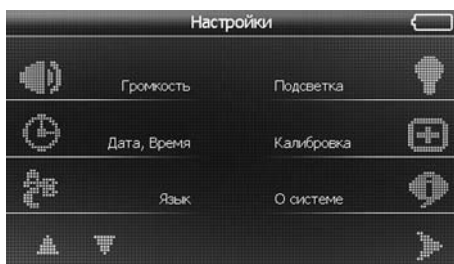 Настройки
Громкость Подсветка
Дата, Время Калибровка
Язык О системе